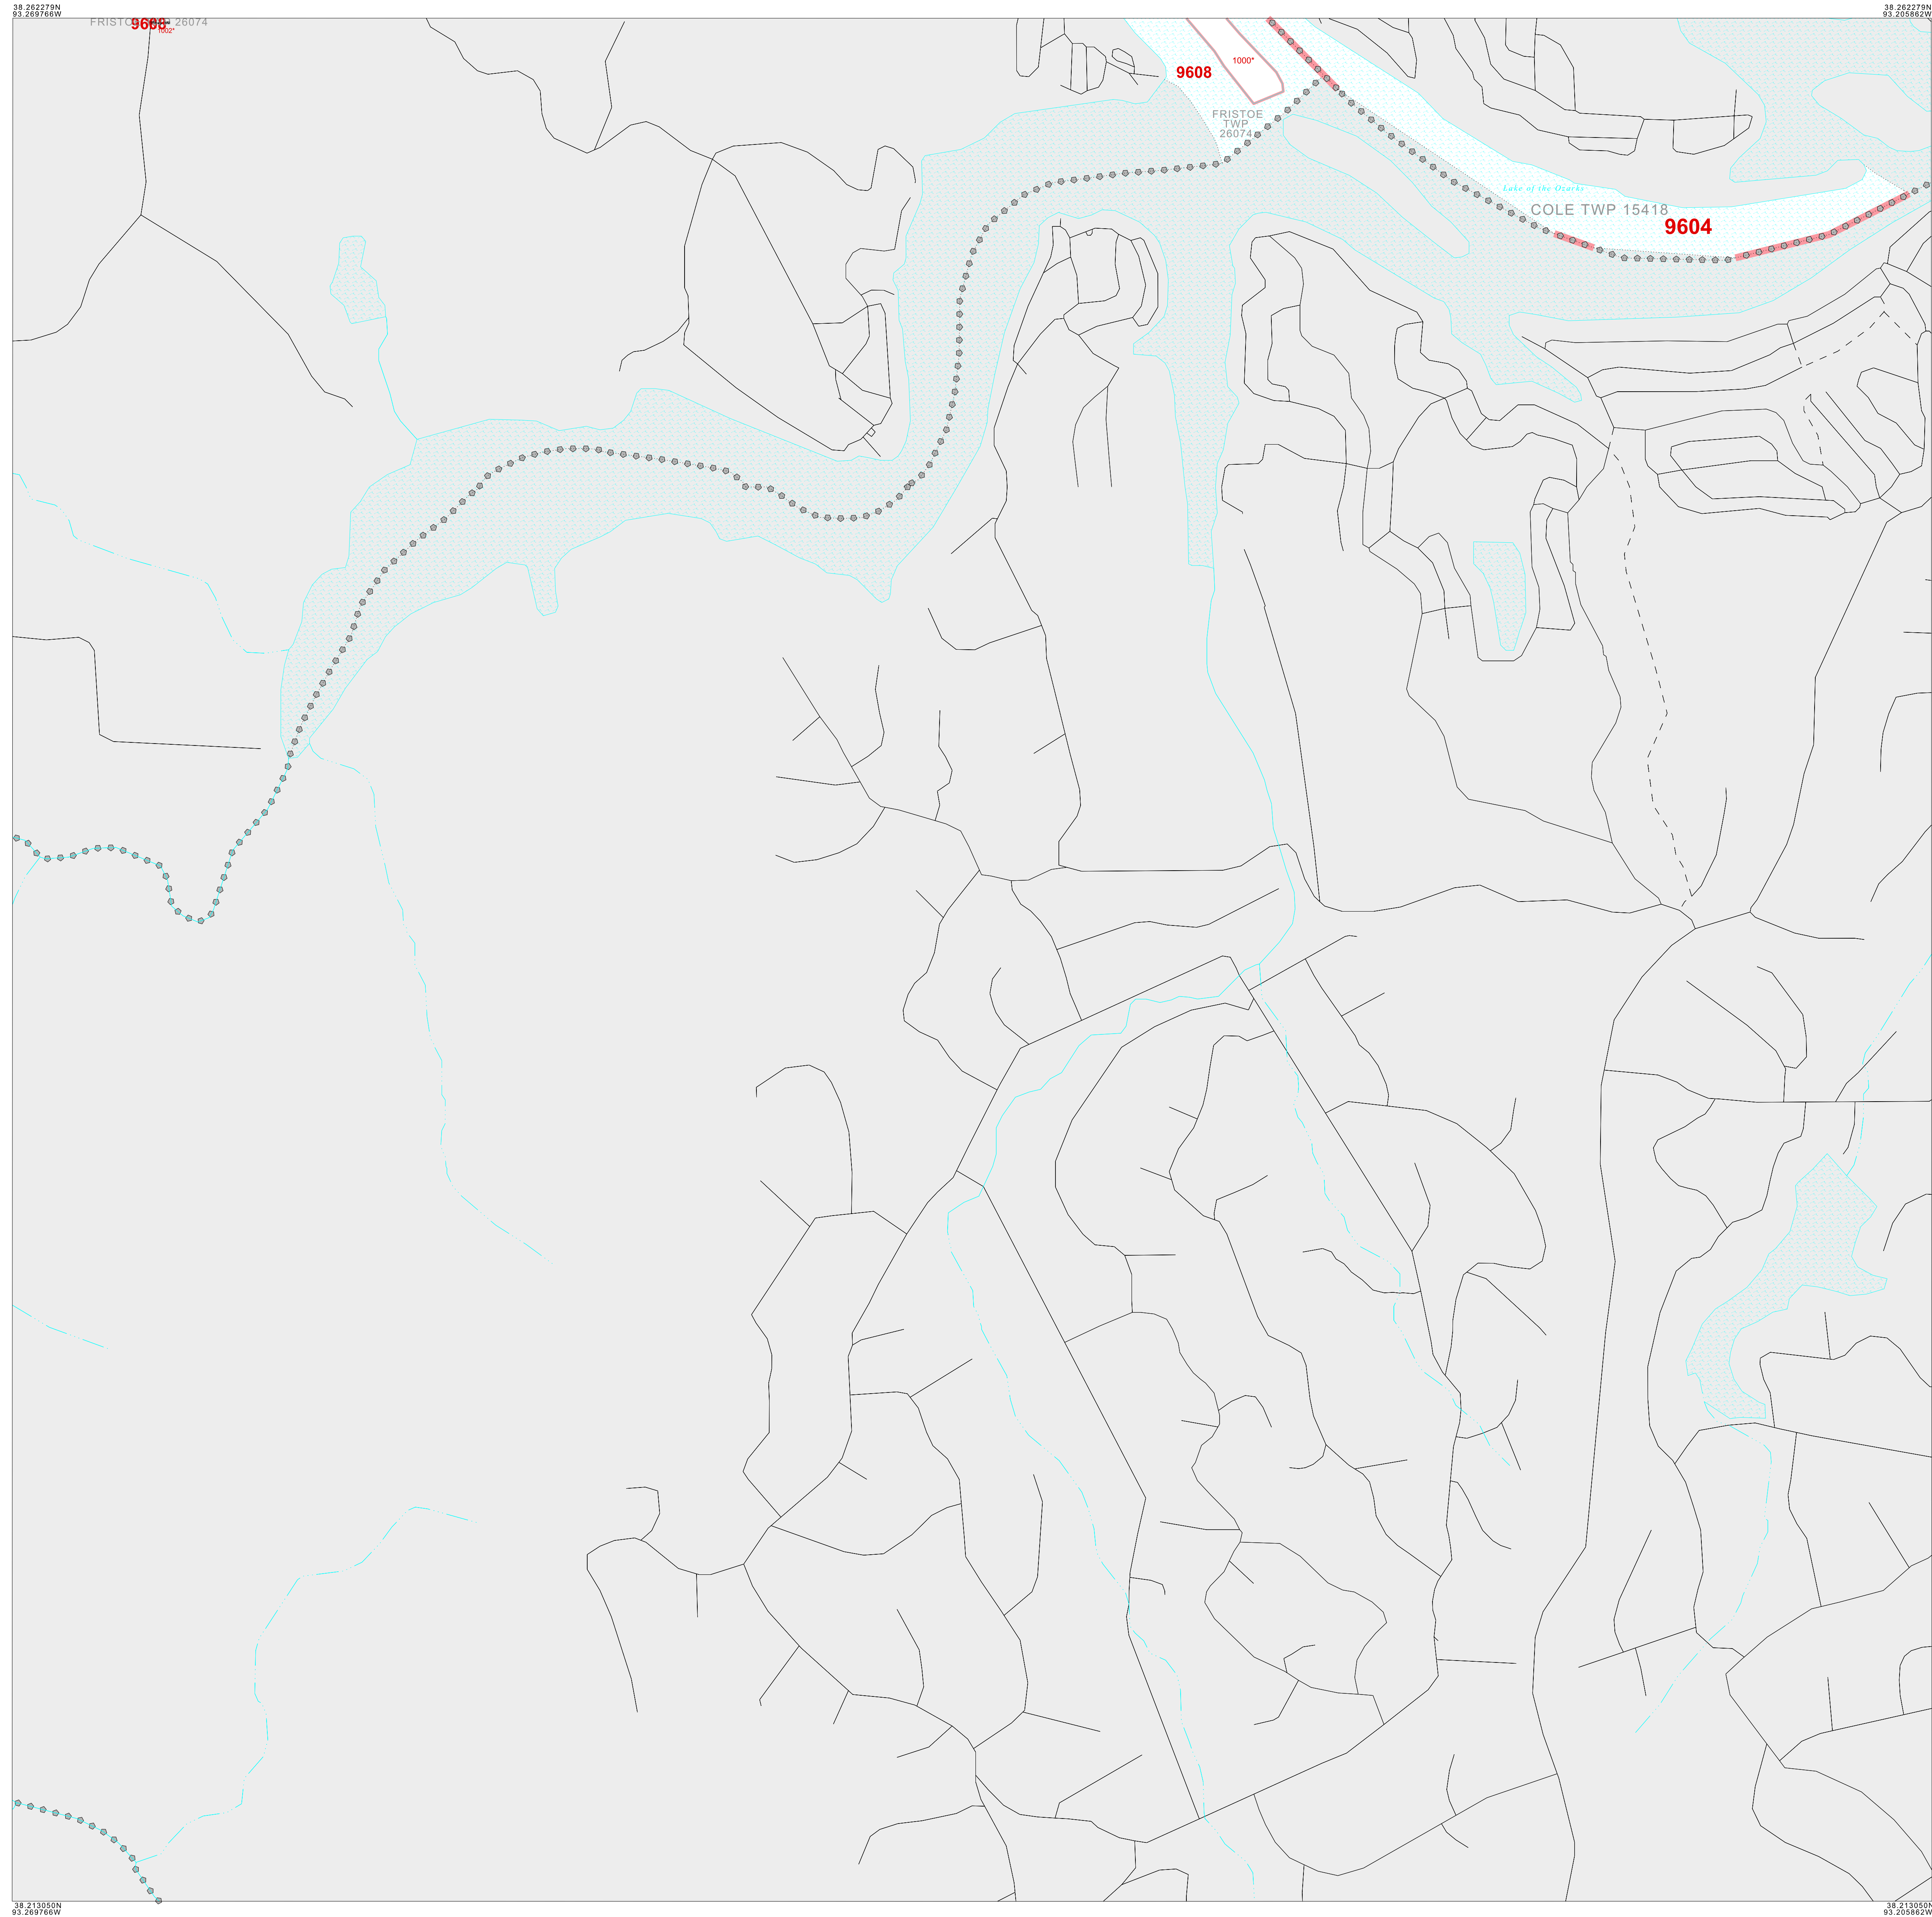 38.262279N
93.269766W
38.262279N
93.205862W
9608
1002*
9608
1000*
FRISTOE
TWP
26074
Lake of the Ozarks
COLE TWP 15418
9604
38.213050N
93.269766W
38.213050N
93.205862W